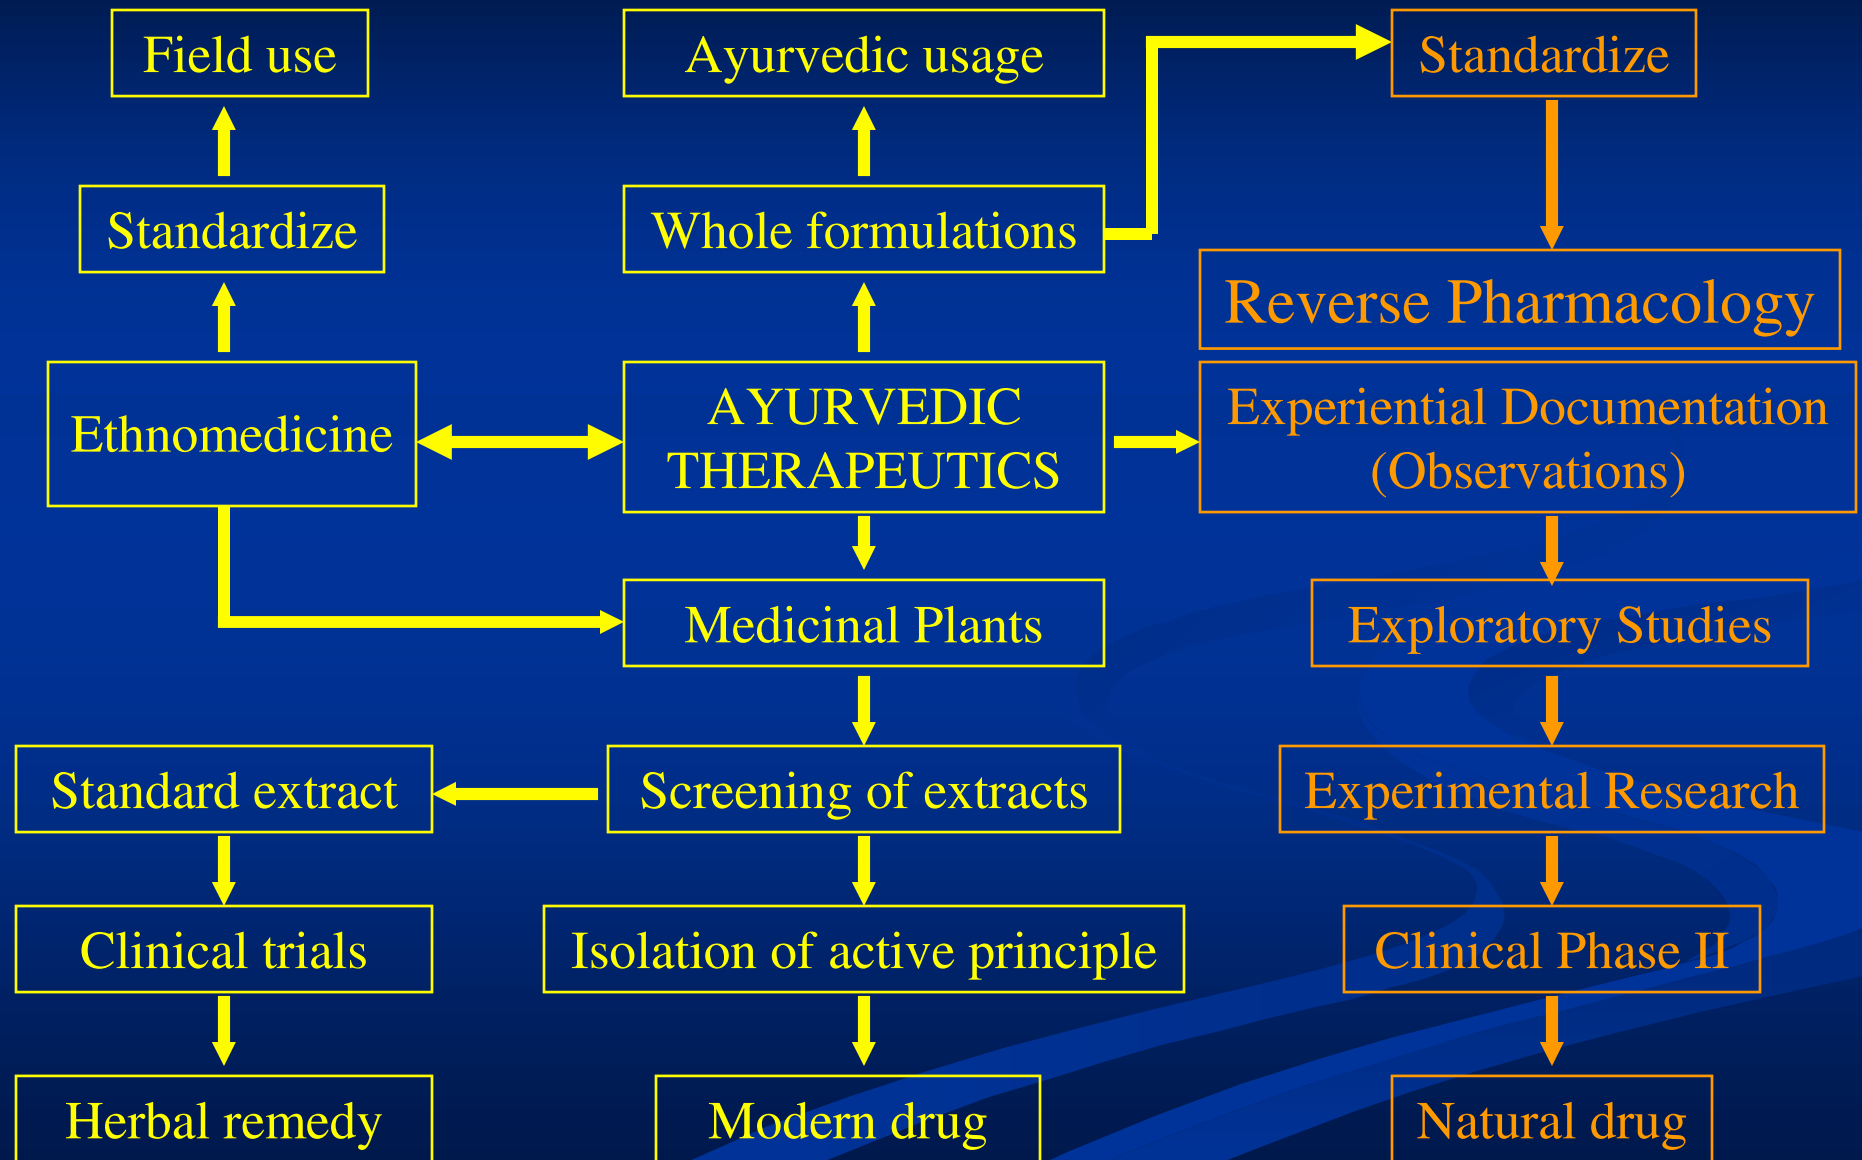 Field use
Ayurvedic usage
Standardize
Standardize
Whole formulations
Reverse Pharmacology
Ethnomedicine
AYURVEDIC
THERAPEUTICS
Experiential Documentation
(Observations)
Medicinal Plants
Exploratory Studies
Standard extract
Screening of extracts
Experimental Research
Clinical trials
Isolation of active principle
Clinical Phase II
Herbal remedy
Modern drug
Natural drug